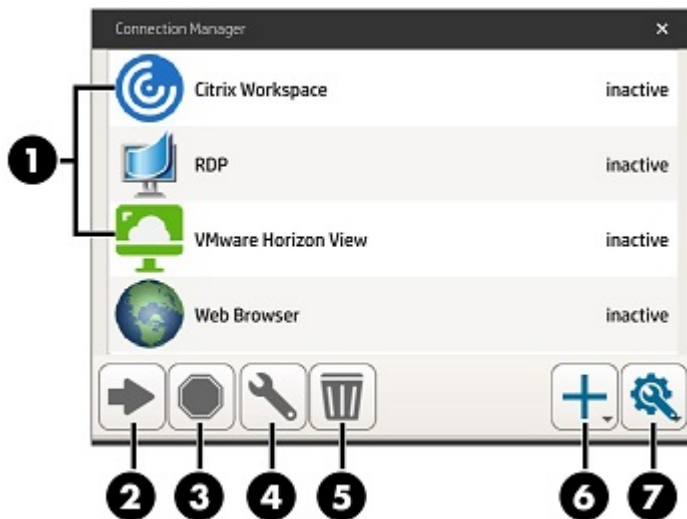 Connection Manager
Citrix Workspace inactive
1
RDP inactive
VMware Horizon View inactive
Web Browser inactive
2 3 4 5 6 7